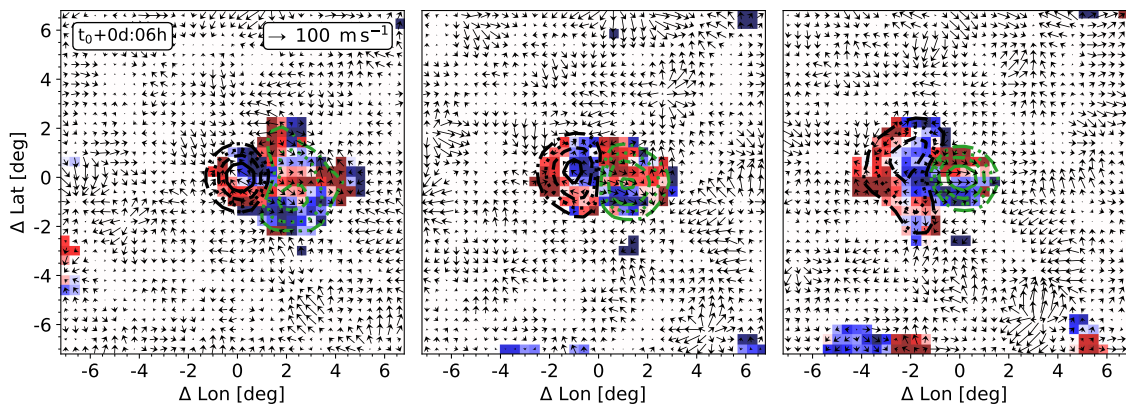 t₀+0d:06h
→ 100 m s⁻¹
Δ Lat [deg]
6
4
2
0
-2
-4
-6
-6 -4 -2 0 2 4 6
-6 -4 -2 0 2 4 6
-6 -4 -2 0 2 4 6
Δ Lon [deg]
Δ Lon [deg]
Δ Lon [deg]